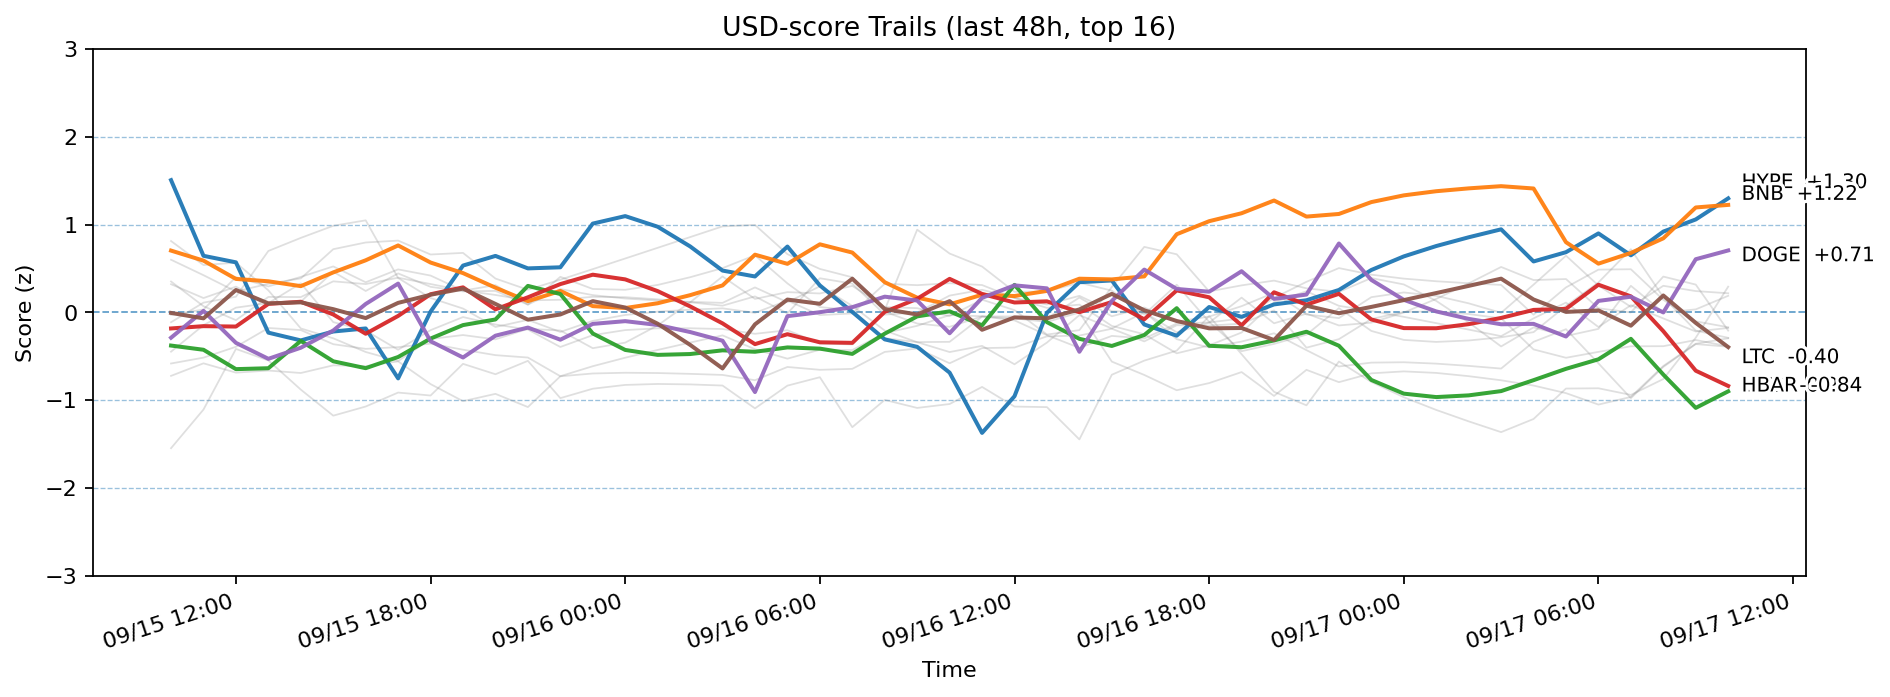 USD-score Trails (last 48h, top 16)
Score (z)
3
2
1
0
−1
−2
−3
HYPE +1.30
BNB +1.22
DOGE +0.71
LTC -0.40
HBAR -0.84
09/15 12:00
09/15 18:00
09/16 00:00
09/16 06:00
09/16 12:00
09/16 18:00
09/17 00:00
09/17 06:00
09/17 12:00
Time